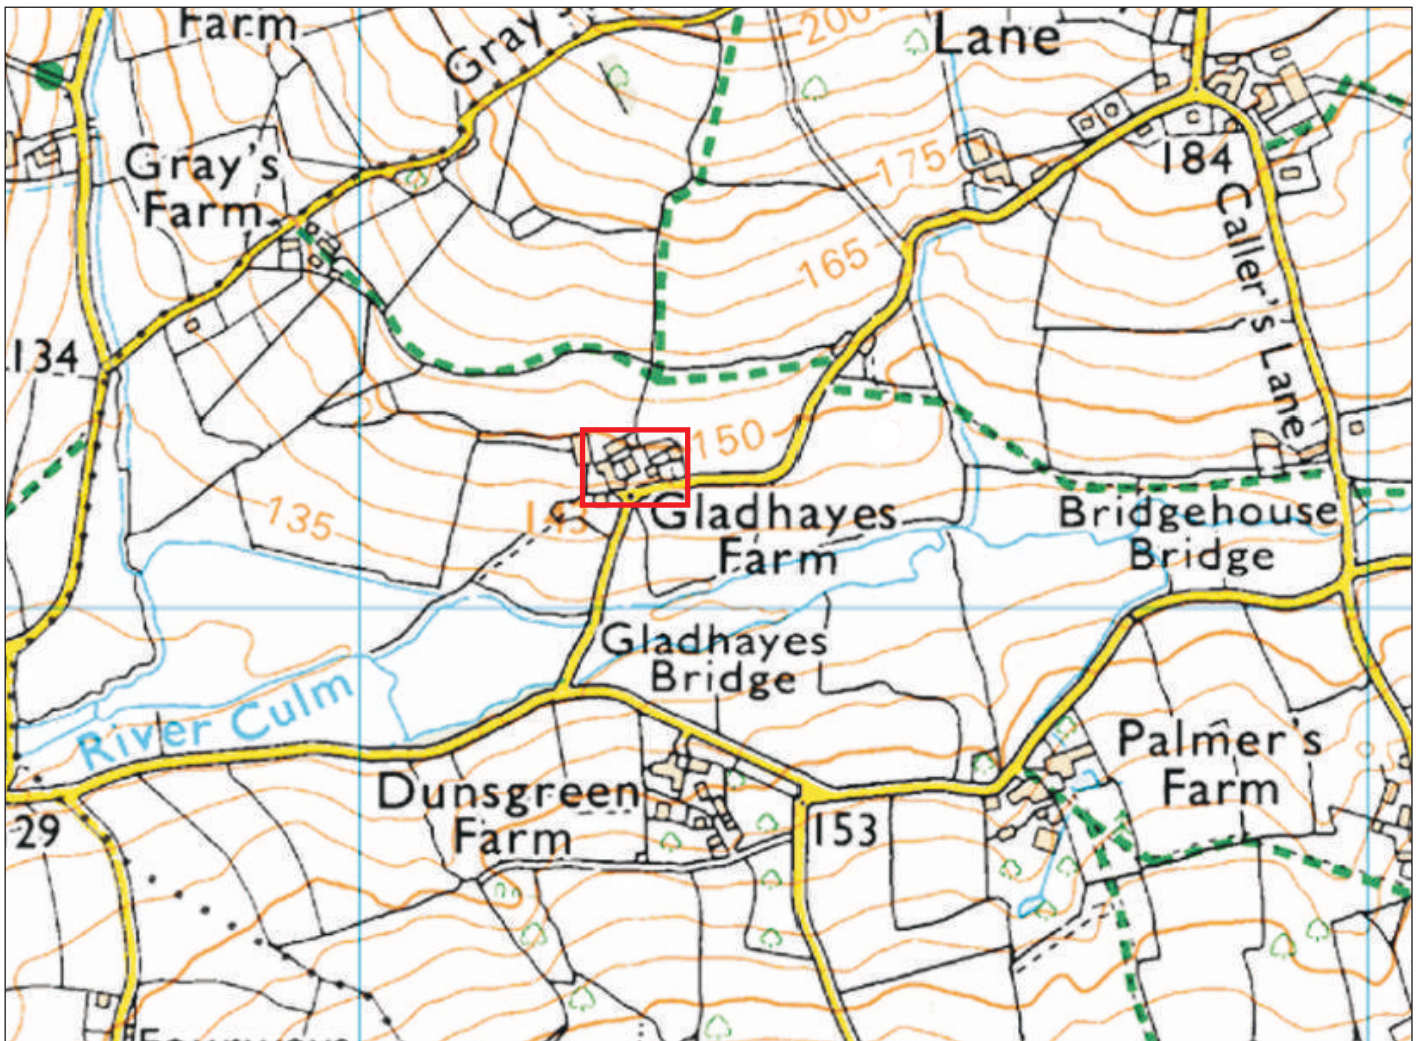 Farm
Gray's
Lane
200
Gray's
Farm
175
184
Caller's Lane
165
134
150
135
143
Gladhayes
Farm
Bridgehouse
Bridge
Gladhayes
Bridge
River Culm
Palmer's
Farm
Dunsgreen
Farm
153
29